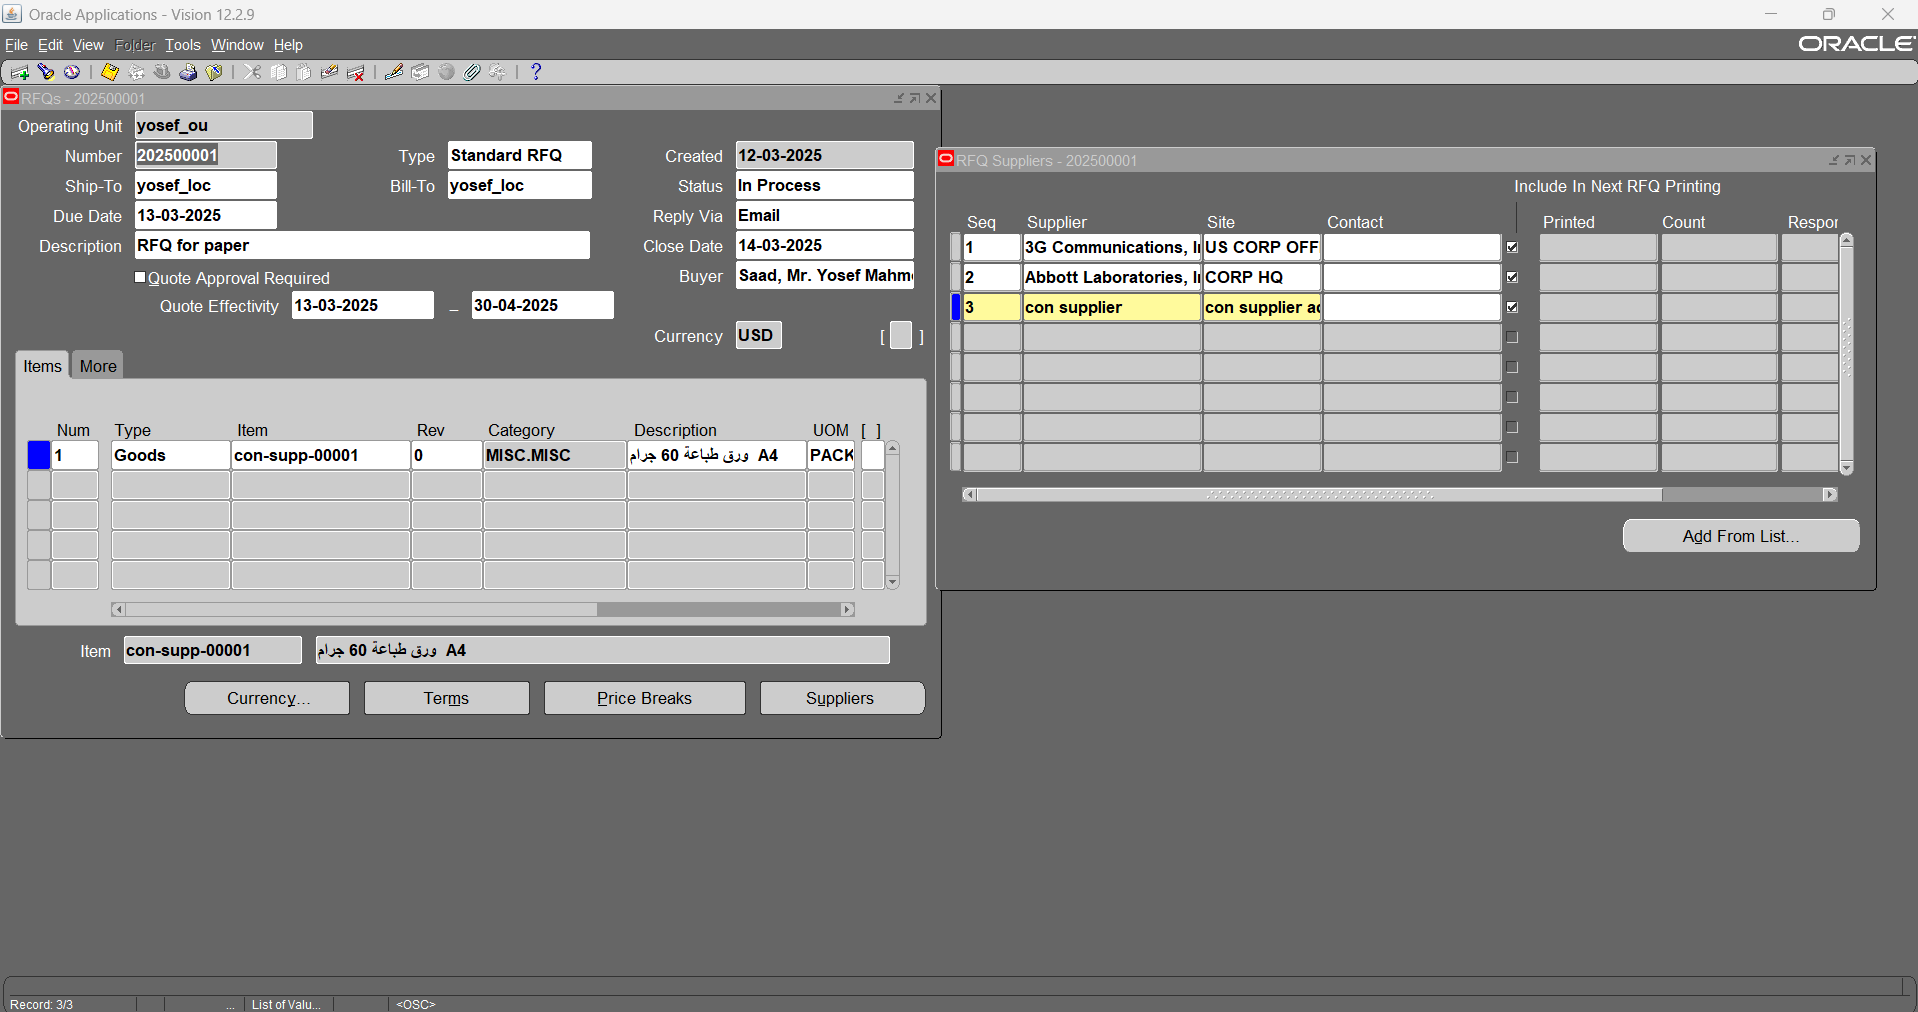 Oracle Applications - Vision 12.2.9
File Edit View Folder Tools Window Help
ORACLE
RFQs - 202500001
Operating Unit yosef_ou
Number 202500001 Type Standard RFQ Created 12-03-2025
Ship-To yosef_loc Bill-To yosef_loc Status In Process
Due Date 13-03-2025 Reply Via Email
Description RFQ for paper Close Date 14-03-2025
Quote Approval Required Buyer Saad, Mr. Yosef Mahm
Quote Effectivity 13-03-2025 – 30-04-2025
Currency USD [ ]
Items More
Num Type Item Rev Category Description UOM [ ]
1 Goods con-supp-00001 0 MISC.MISC ورق طباعة 60 جرام A4 PACK
Item con-supp-00001 ورق طباعة 60 جرام A4
Currency... Terms Price Breaks Suppliers
RFQ Suppliers - 202500001
Include In Next RFQ Printing
Seq Supplier Site Contact Printed Count Respor
1 3G Communications, I US CORP OFF
2 Abbott Laboratories, I CORP HQ
3 con supplier con supplier ac
Add From List...
Record: 3/3 ... List of Valu... <OSC>